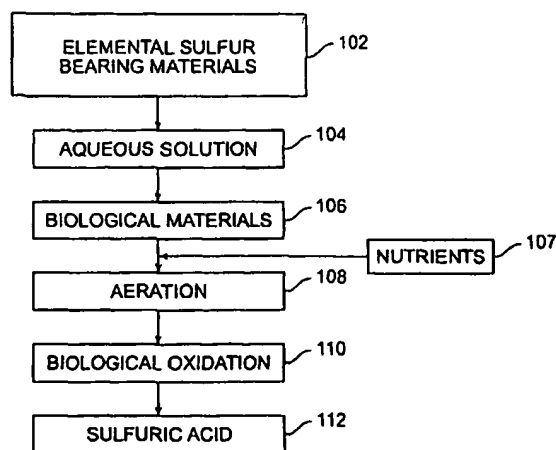 ELEMENTAL SULFUR
BEARING MATERIALS
102
AQUEOUS SOLUTION
104
BIOLOGICAL MATERIALS
106
NUTRIENTS
107
AERATION
108
BIOLOGICAL OXIDATION
110
SULFURIC ACID
112